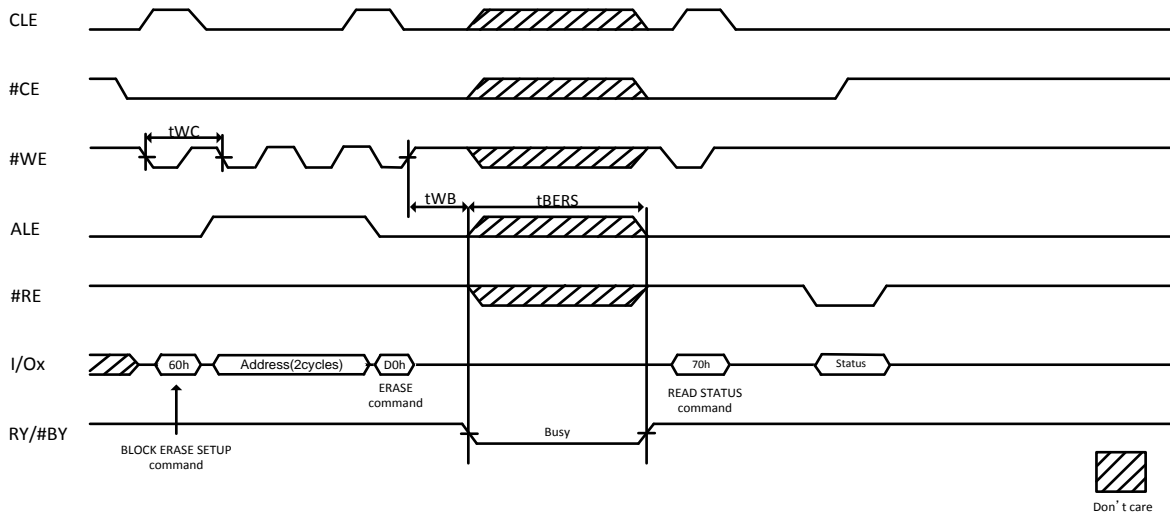 CLE
#CE
tWC
#WE
tWB
tBERS
ALE
#RE
I/Ox
60h
Address(2cycles)
D0h
70h
Status
ERASE
command
READ STATUS
command
RY/#BY
Busy
BLOCK ERASE SETUP
command
Don’t care